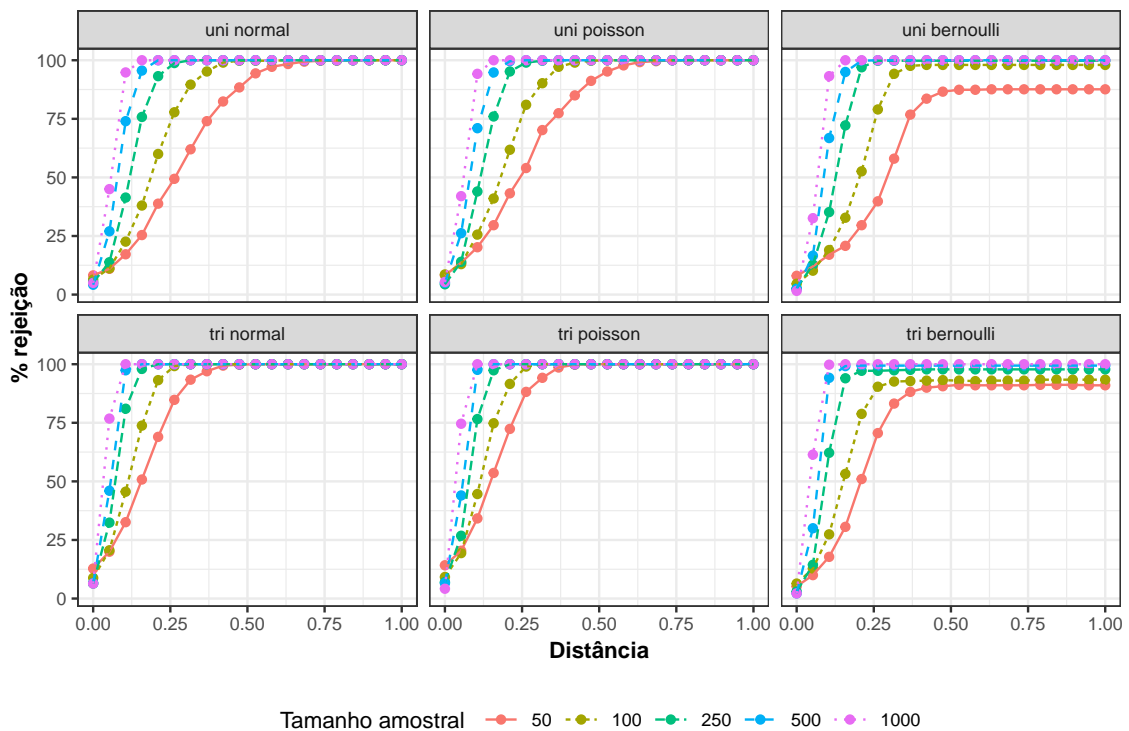 uni normal uni poisson uni bernoulli
100
75
50
25
0
tri normal tri poisson tri bernoulli
100
75
50
25
0
% rejeição
0.00 0.25 0.50 0.75 1.00 0.00 0.25 0.50 0.75 1.00 0.00 0.25 0.50 0.75 1.00
Distância
Tamanho amostral 50 100 250 500 1000